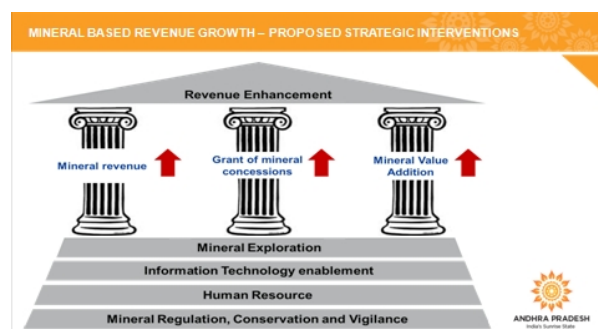 MINERAL BASED REVENUE GROWTH – PROPOSED STRATEGIC INTERVENTIONS
Revenue Enhancement
Mineral revenue
Grant of mineral
concessions
Mineral Value
Addition
Mineral Exploration
Information Technology enablement
Human Resource
Mineral Regulation, Conservation and Vigilance
ANDHRA PRADESH
India's Sunrise State